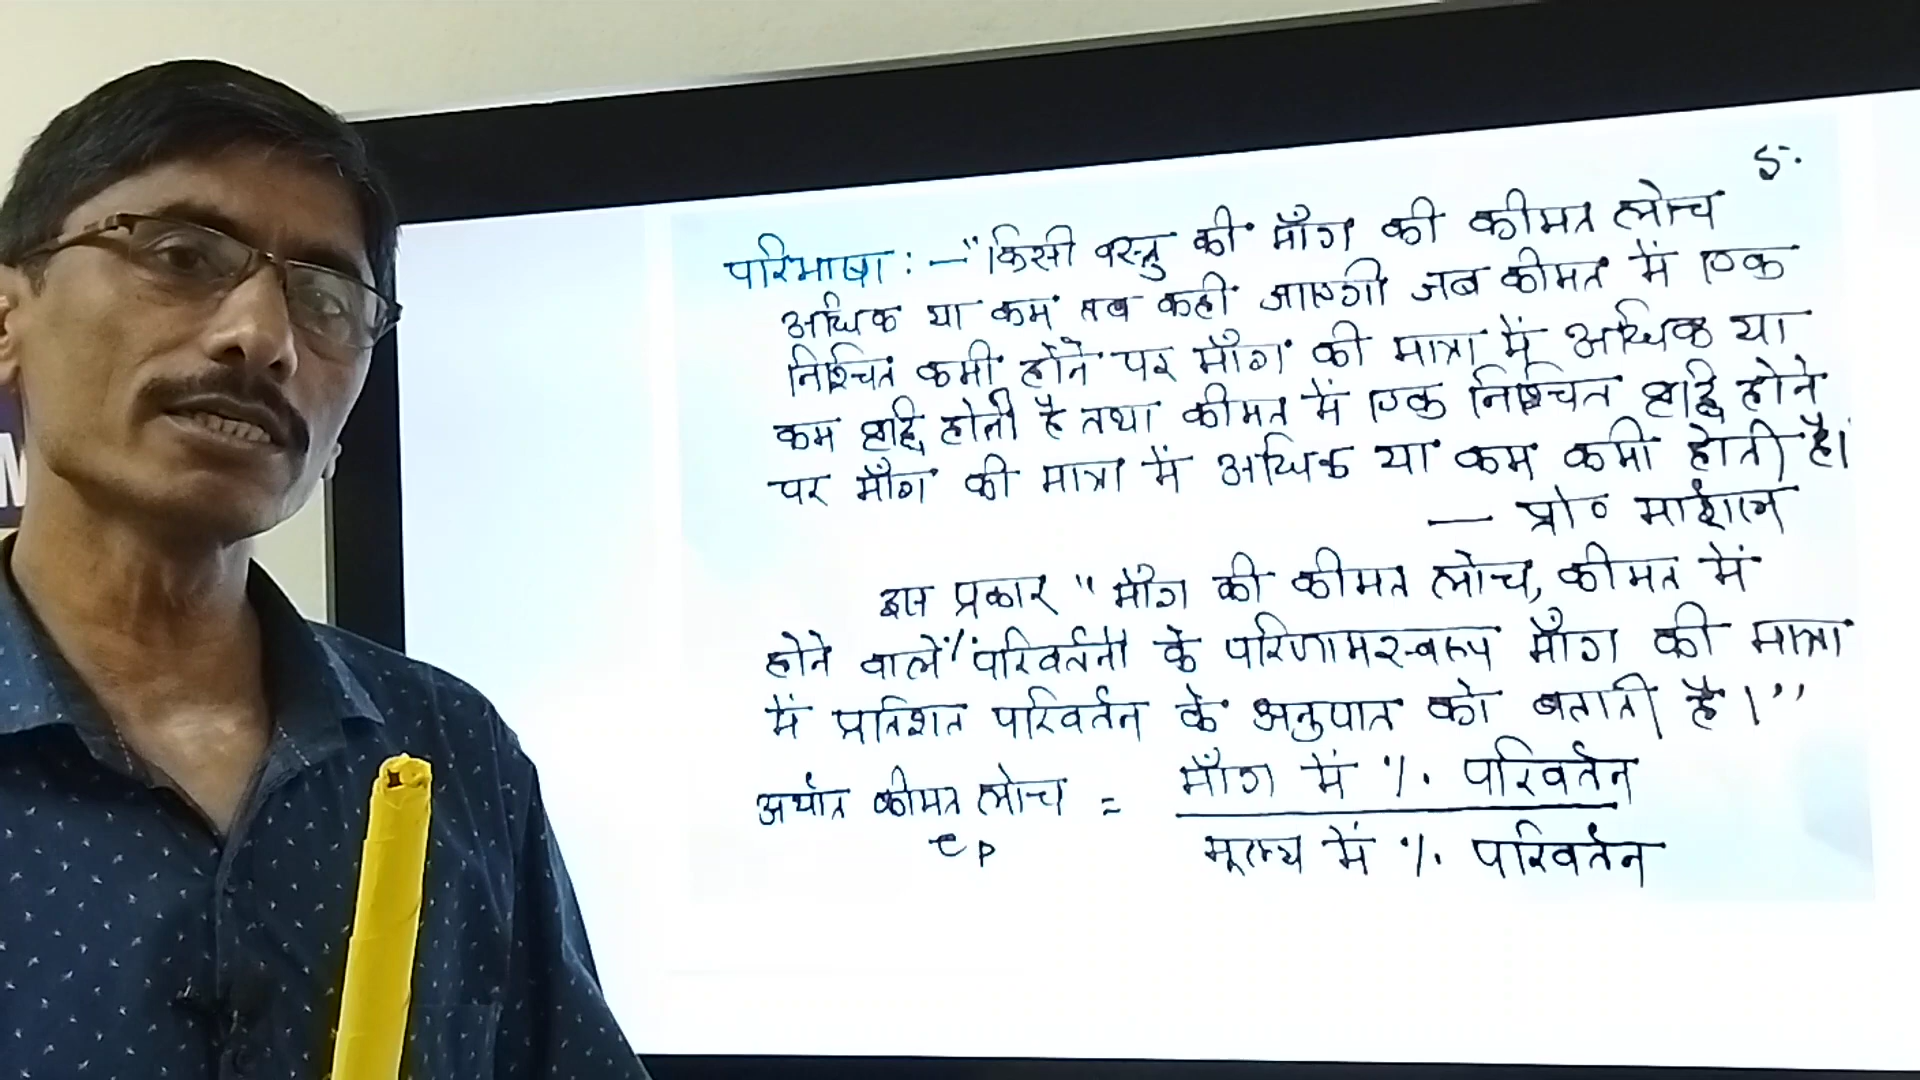 5.
परिभाषा :- "किसी वस्तु की माँग की कीमत लोच
अधिक या कम तब कही जाएगी जब कीमत में एक
निश्चित कमी होने पर माँग की मात्रा में अधिक या
कम वृद्धि होती है तथा कीमत में एक निश्चित वृद्धि होने
पर माँग की मात्रा में अधिक या कम कमी होती है।
— प्रो० मार्शल
इस प्रकार "माँग की कीमत लोच, कीमत में
होने वाले % परिवर्तनों के परिणामस्वरूप माँग की मात्रा
में प्रतिशत परिवर्तन के अनुपात को बताती है।"
अर्थात कीमत लोच = माँग में % परिवर्तन
ep मूल्य में % परिवर्तन
M